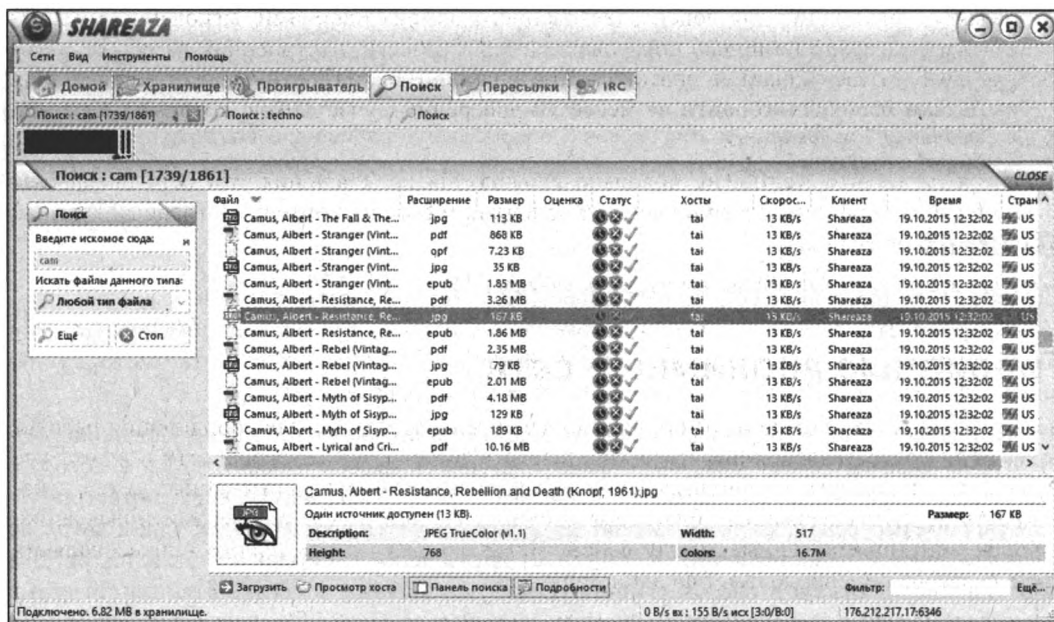 SHAREAZA
Сети Вид Инструменты Помощь
Домой Хранилище Проигрыватель Поиск Пересылки IRC
Поиск : cam [1739/1861] Поиск : techno Поиск
Поиск : cam [1739/1861] CLOSE
Поиск
Введите искомое сюда: и
cam
Искать файлы данного типа:
Любой тип файла
Ещё Стоп
Файл Расширение Размер Оценка Статус Хосты Скорос... Клиент Время Стран
Camus, Albert - The Fall & The... jpg 113 KB tai 13 KB/s Shareaza 19.10.2015 12:32:02 US
Camus, Albert - Stranger (Vint... pdf 868 KB tai 13 KB/s Shareaza 19.10.2015 12:32:02 US
Camus, Albert - Stranger (Vint... opf 7.23 KB tai 13 KB/s Shareaza 19.10.2015 12:32:02 US
Camus, Albert - Stranger (Vint... jpg 35 KB tai 13 KB/s Shareaza 19.10.2015 12:32:02 US
Camus, Albert - Stranger (Vint... epub 1.85 MB tai 13 KB/s Shareaza 19.10.2015 12:32:02 US
Camus, Albert - Resistance, Re... pdf 3.26 MB tai 13 KB/s Shareaza 19.10.2015 12:32:02 US
Camus, Albert - Resistance, Re... jpg 167 KB tai 13 KB/s Shareaza 19.10.2015 12:32:02 US
Camus, Albert - Resistance, Re... epub 1.86 MB tai 13 KB/s Shareaza 19.10.2015 12:32:02 US
Camus, Albert - Rebel (Vintag... pdf 2.35 MB tai 13 KB/s Shareaza 19.10.2015 12:32:02 US
Camus, Albert - Rebel (Vintag... jpg 79 KB tai 13 KB/s Shareaza 19.10.2015 12:32:02 US
Camus, Albert - Rebel (Vintag... epub 2.01 MB tai 13 KB/s Shareaza 19.10.2015 12:32:02 US
Camus, Albert - Myth of Sisyp... pdf 4.18 MB tai 13 KB/s Shareaza 19.10.2015 12:32:02 US
Camus, Albert - Myth of Sisyp... jpg 129 KB tai 13 KB/s Shareaza 19.10.2015 12:32:02 US
Camus, Albert - Myth of Sisyp... epub 189 KB tai 13 KB/s Shareaza 19.10.2015 12:32:02 US
Camus, Albert - Lyrical and Cri... pdf 10.16 MB tai 13 KB/s Shareaza 19.10.2015 12:32:02 US
Camus, Albert - Resistance, Rebellion and Death (Knopf, 1961).jpg
JPG
Один источник доступен (13 KB). Размер: 167 KB
Description: JPEG TrueColor (v1.1) Width: 517
Height: 768 Colors: 16.7M
Загрузить Просмотр хоста Панель поиска Подробности Фильтр: Ещё...
Подключено. 6.82 MB в хранилище. 0 B/s вх : 155 B/s исх [3:0/B:0] 176.212.217.17:6346